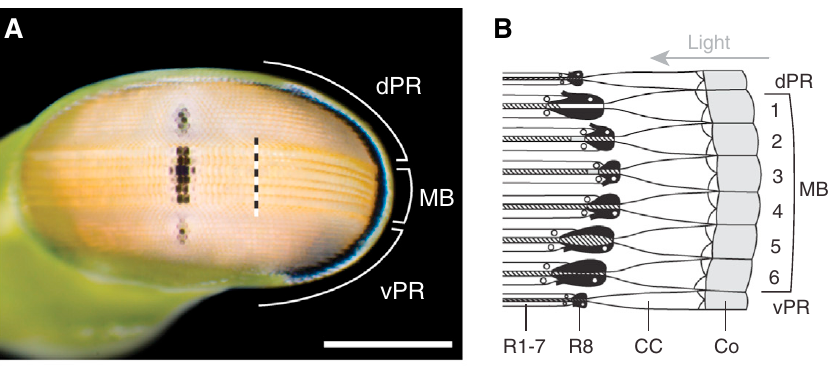 A
dPR
MB
vPR
B
Light
dPR
1
2
3
4
5
6
MB
vPR
R1-7 R8 CC Co